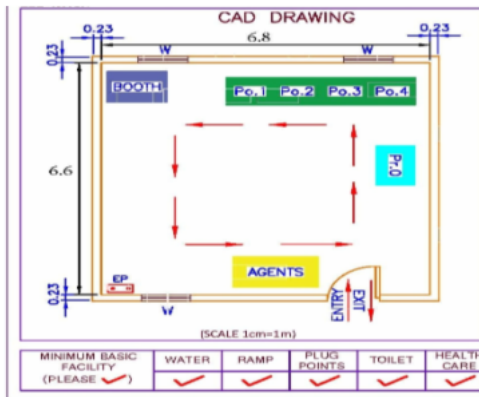 CAD DRAWING
0.23 6.8 0.23
0.23 W W
BOOTH Po.1 Po.2 Po.3 Po.4
Pr.O
6.6
EP AGENTS
0.23 W ENTRY EXIT
(SCALE 1cm=1m)
MINIMUM BASIC FACILITY (PLEASE ✓) WATER RAMP PLUG POINTS TOILET HEALTH CARE
✓ ✓ ✓ ✓ ✓